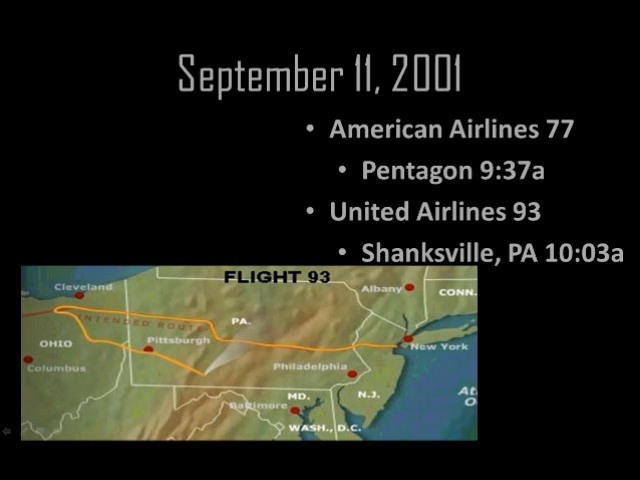 September 11, 2001
• American Airlines 77
• Pentagon 9:37a
• United Airlines 93
• Shanksville, PA 10:03a
FLIGHT 93
Cleveland
Albany
CONN.
INTENDED ROUTE
PA.
OHIO
Pittsburgh
New York
Columbus
Philadelphia
MD.
N.J.
At
O
Baltimore
WASH., D.C.